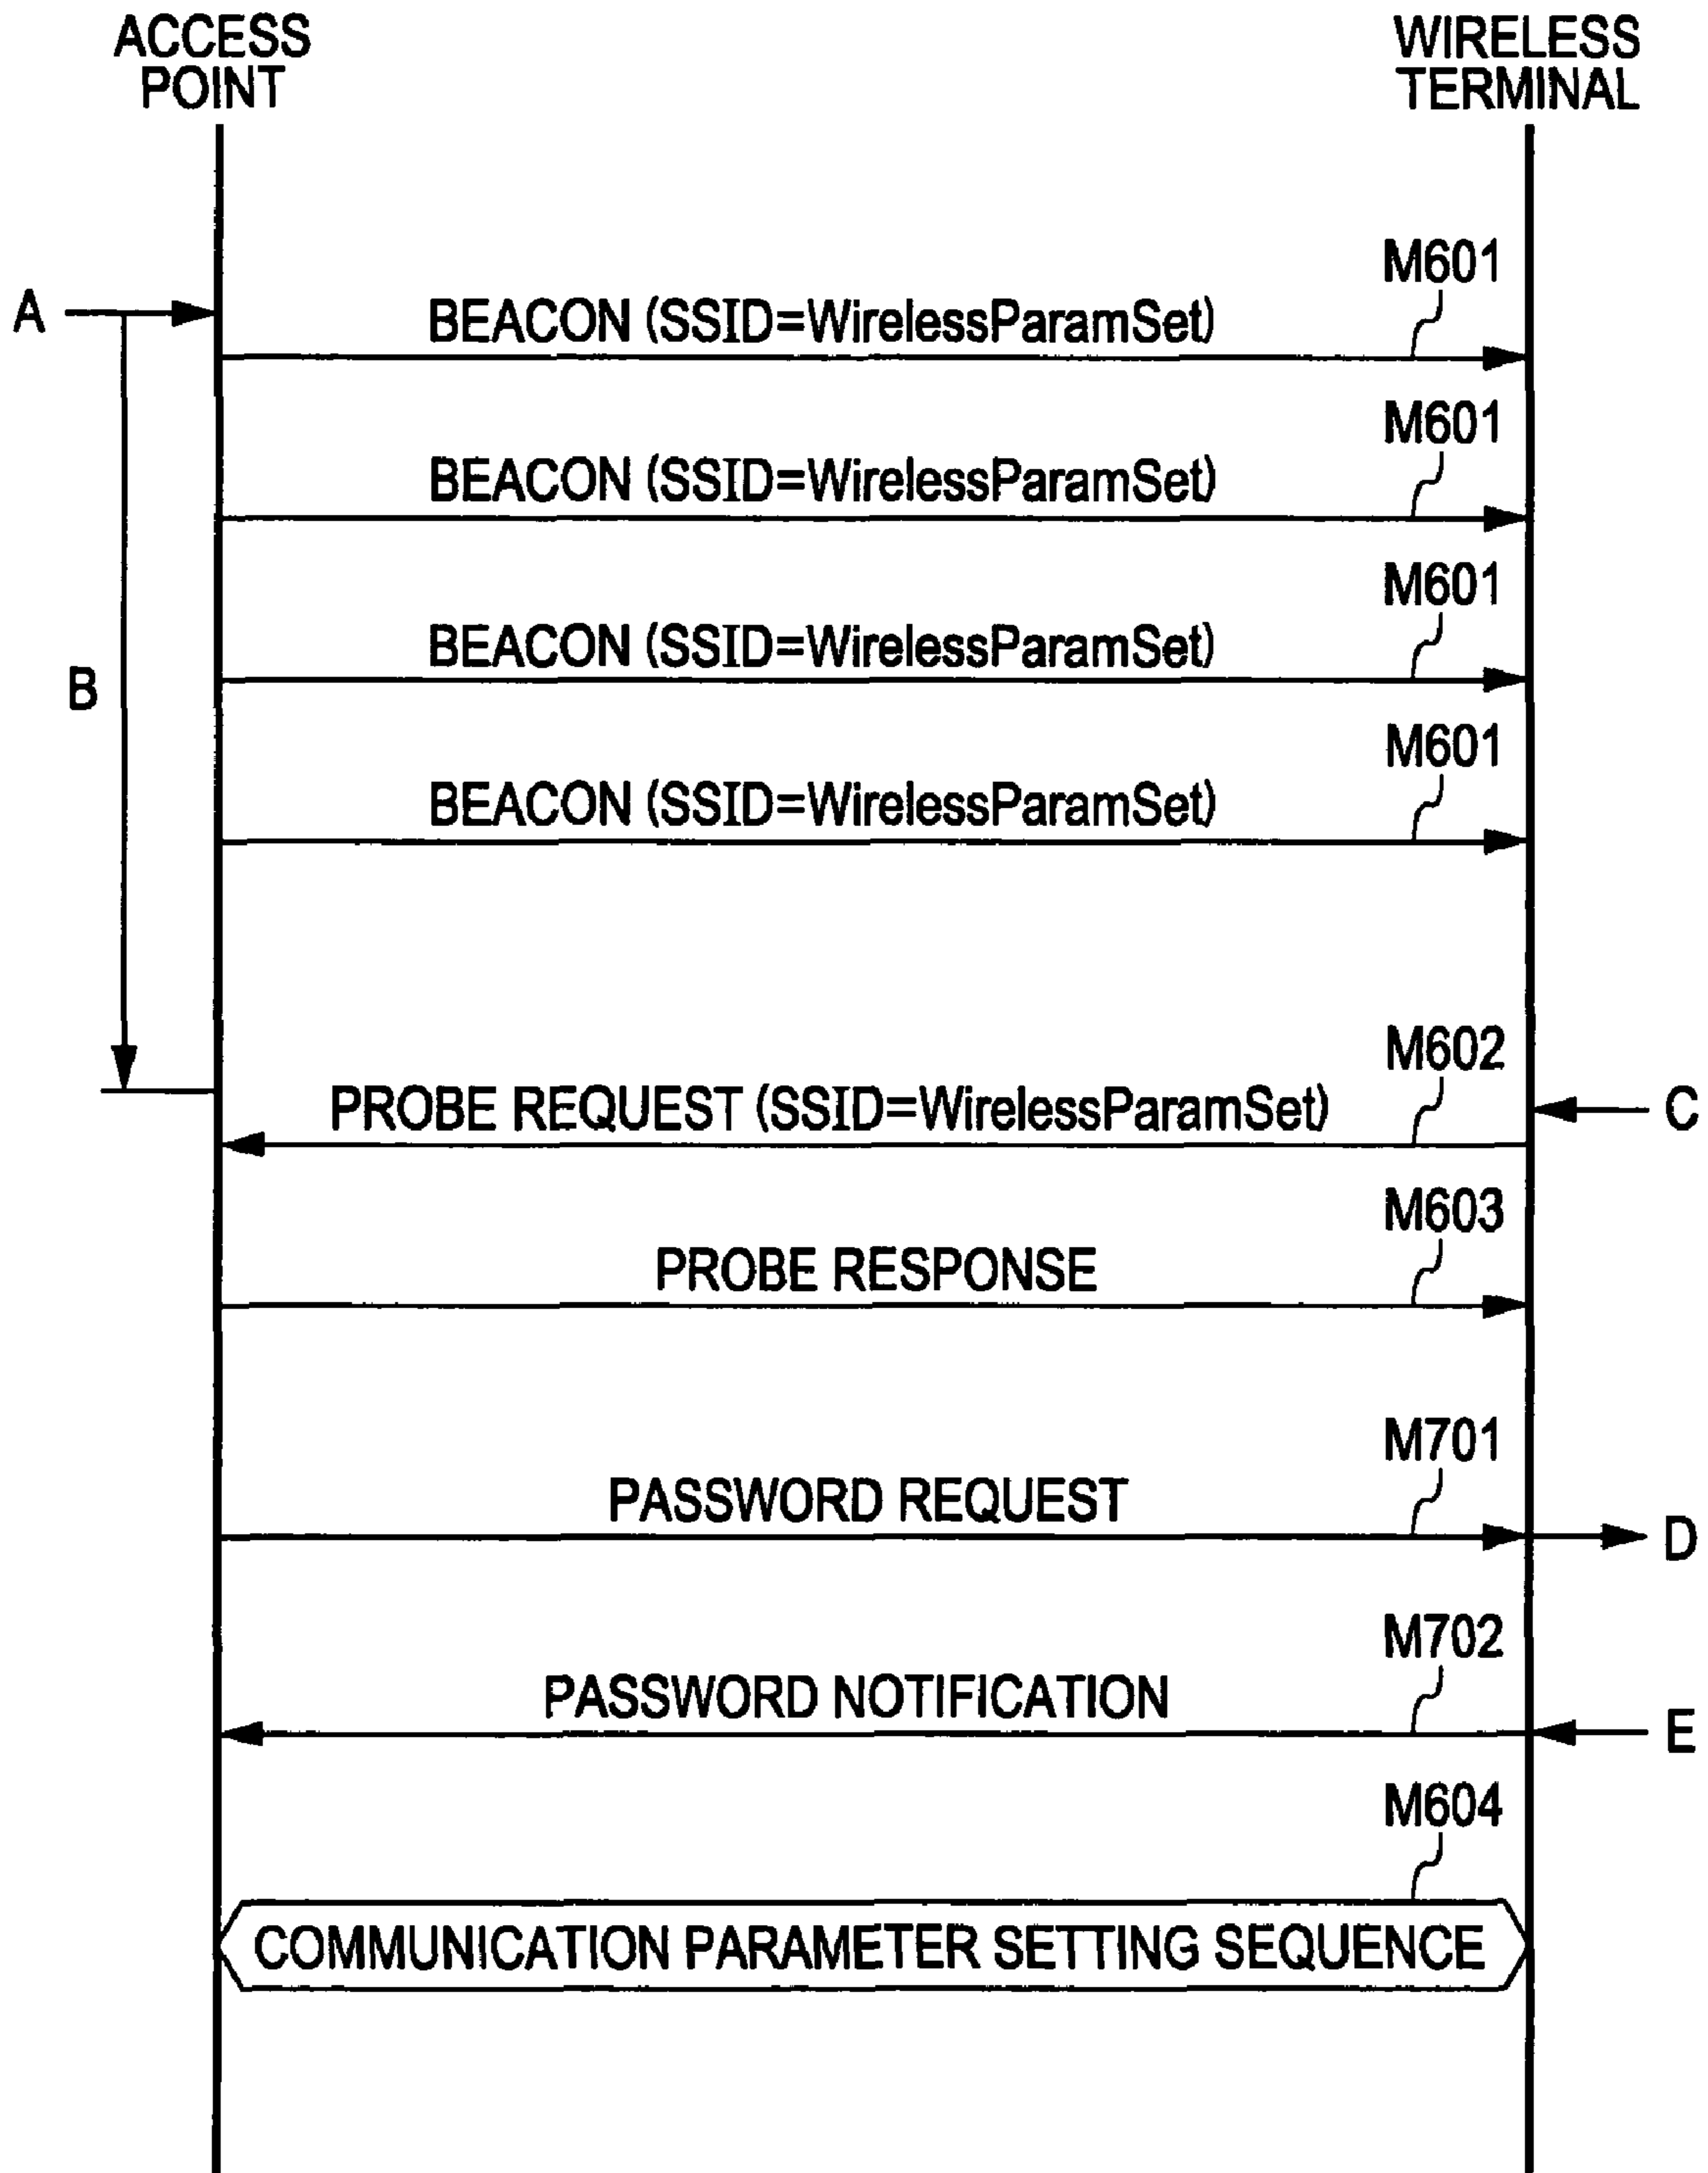 ACCESS
POINT
WIRELESS
TERMINAL
M601
A
BEACON (SSID=WirelessParamSet)
M601
BEACON (SSID=WirelessParamSet)
M601
BEACON (SSID=WirelessParamSet)
B
M601
BEACON (SSID=WirelessParamSet)
M602
PROBE REQUEST (SSID=WirelessParamSet)
C
M603
PROBE RESPONSE
M701
PASSWORD REQUEST
D
M702
PASSWORD NOTIFICATION
E
M604
COMMUNICATION PARAMETER SETTING SEQUENCE